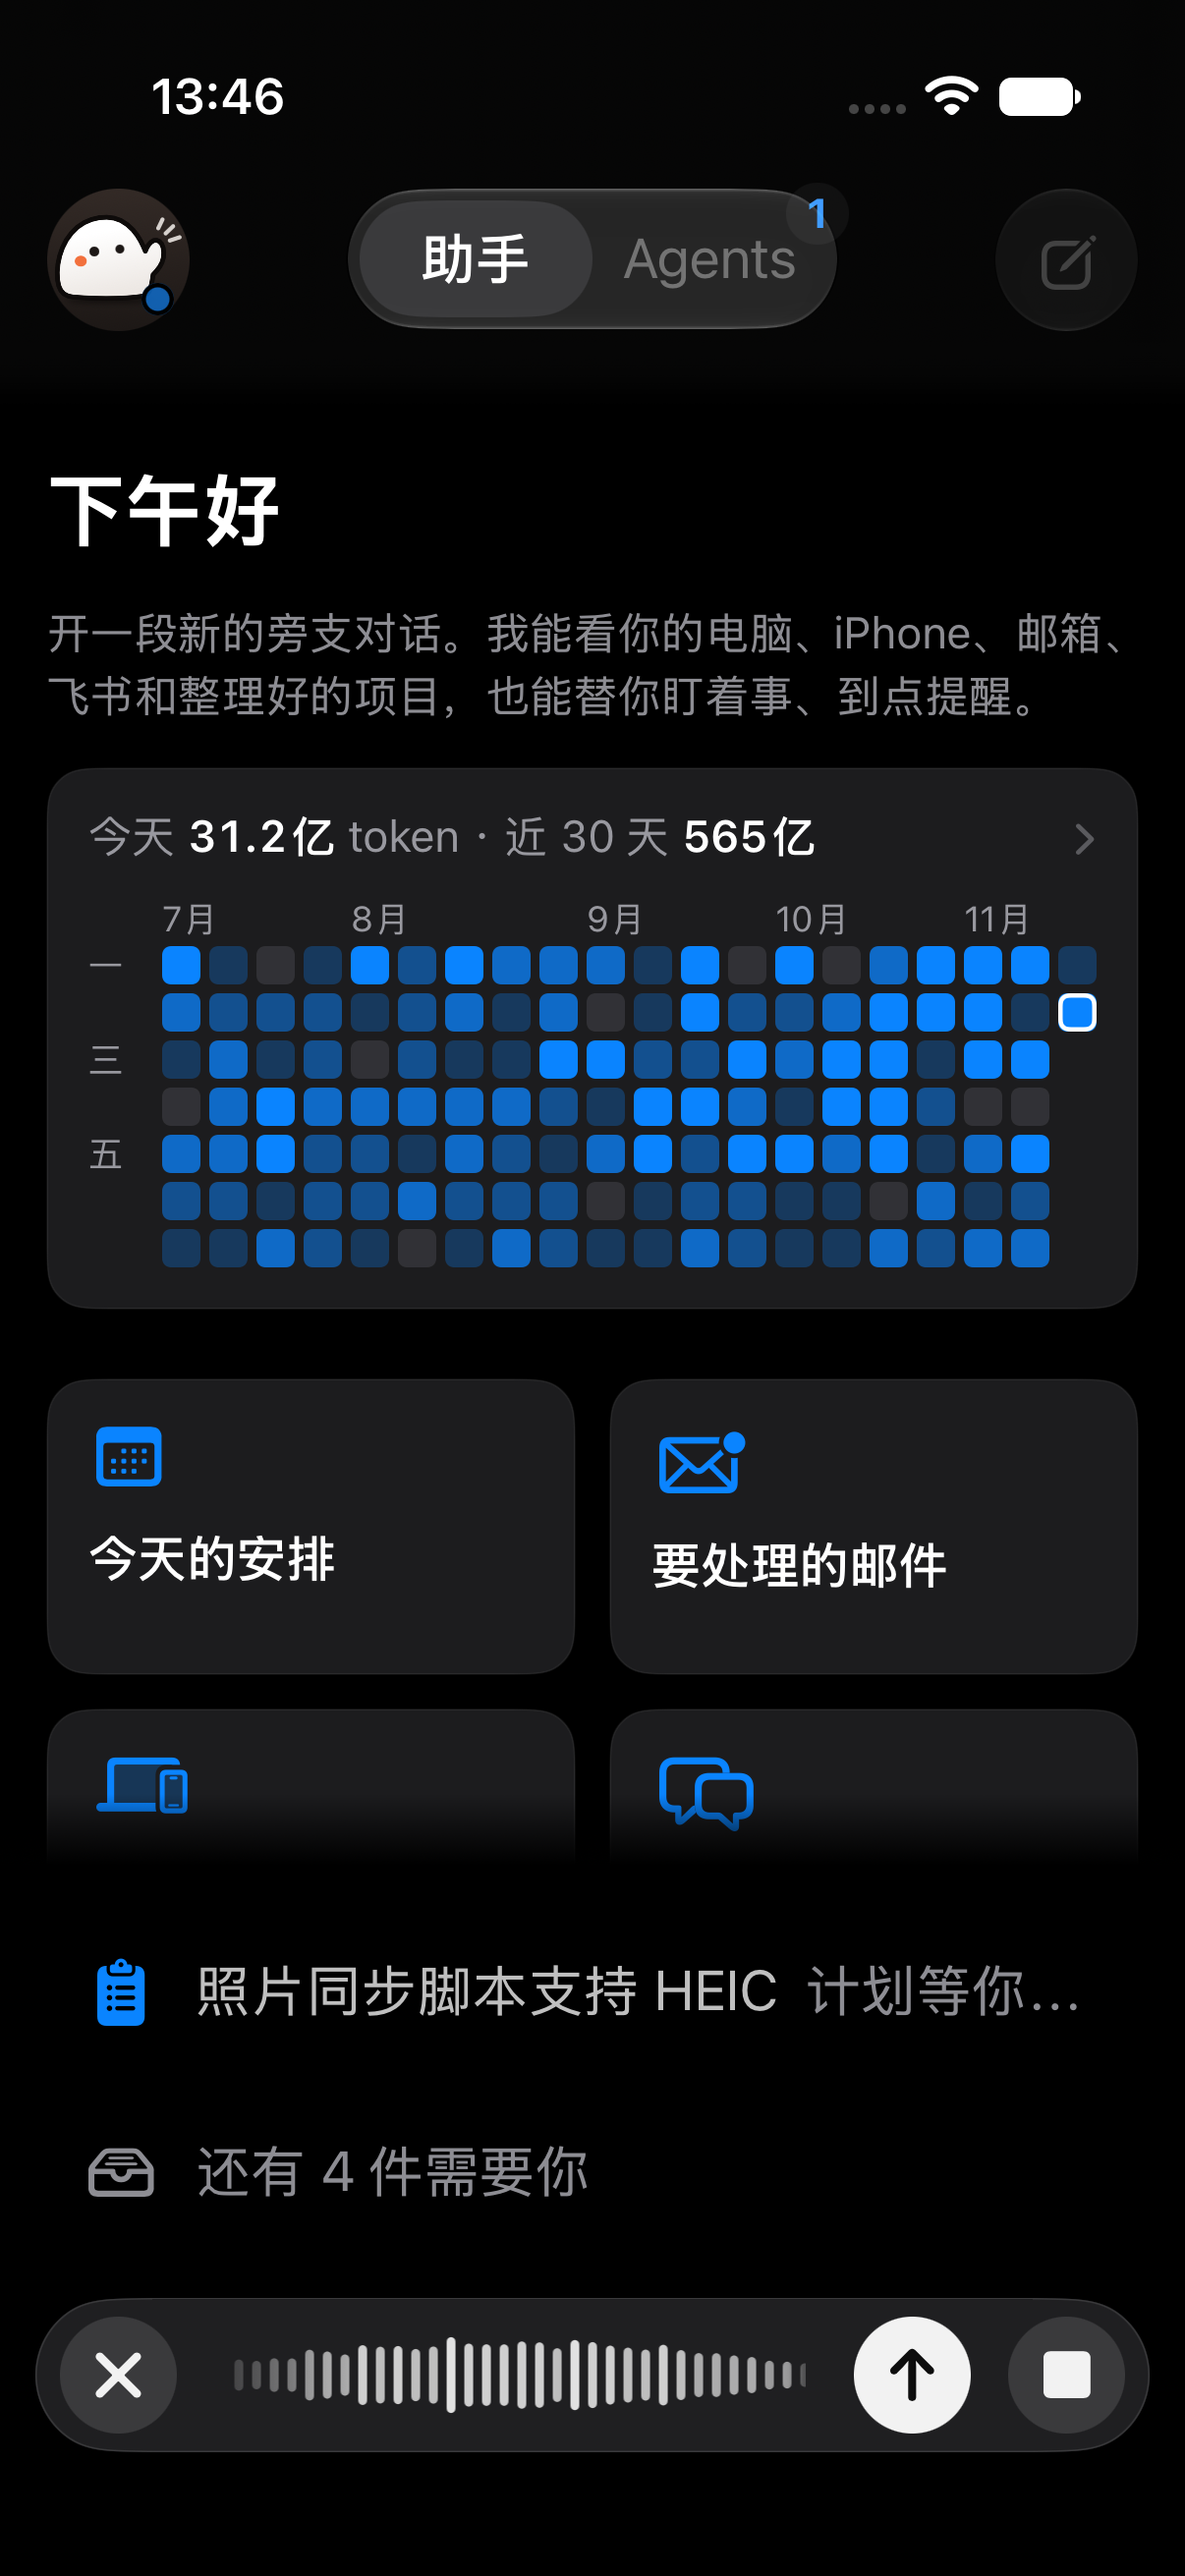 13:46
助手
Agents
1
下午好
开一段新的旁支对话。我能看你的电脑、iPhone、邮箱、
飞书和整理好的项目，也能替你盯着事、到点提醒。
今天 31.2亿 token · 近 30 天 565亿
7月 8月 9月 10月 11月
一
三
五
今天的安排
要处理的邮件
照片同步脚本支持 HEIC 计划等你…
还有 4 件需要你